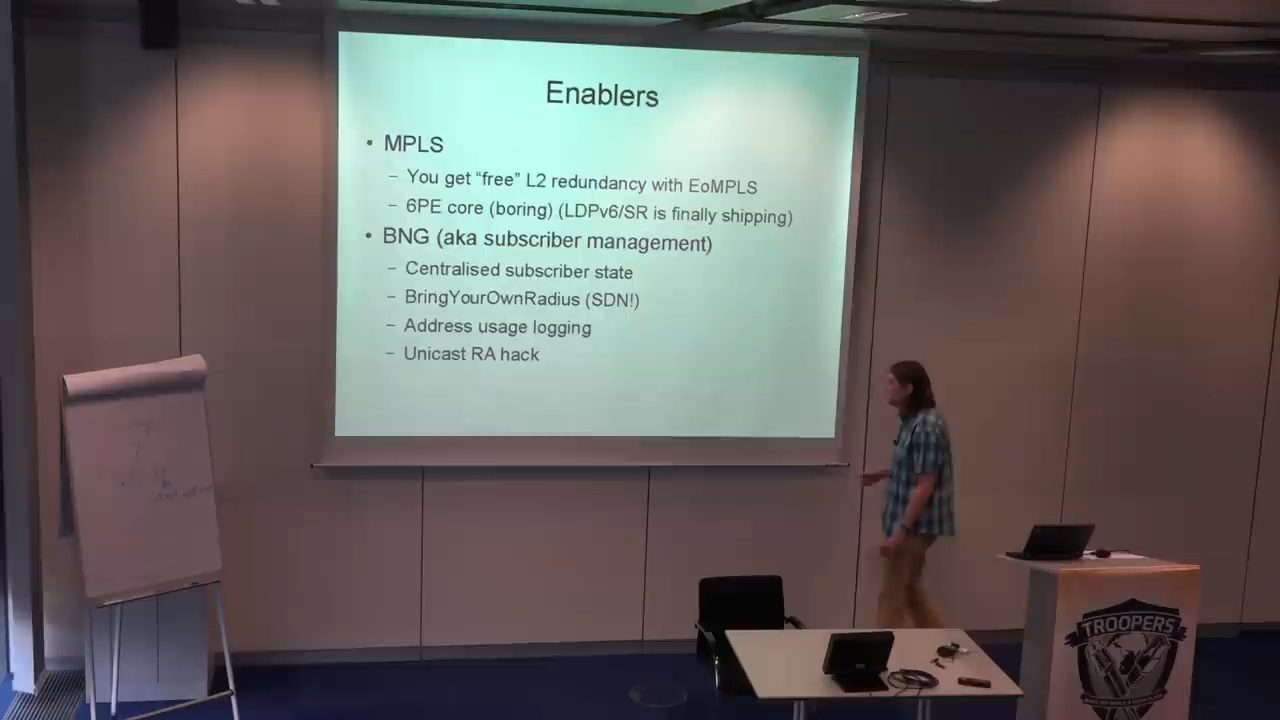 Enablers
• MPLS
– You get “free” L2 redundancy with EoMPLS
– 6PE core (boring) (LDPv6/SR is finally shipping)
• BNG (aka subscriber management)
– Centralised subscriber state
– BringYourOwnRadius (SDN!)
– Address usage logging
– Unicast RA hack
TROOPERS